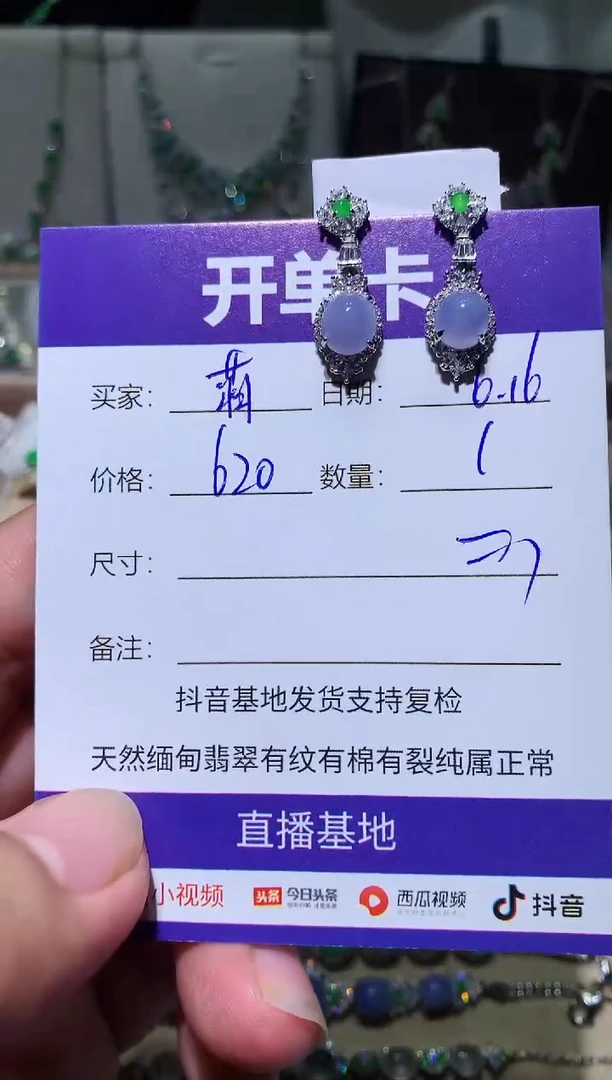 开单卡
买家： 日期：6.16
价格：620 数量：1
尺寸：
备注：
抖音基地发货支持复检
天然缅甸翡翠有纹有棉有裂纯属正常
直播基地
小视频 头条 今日头条 西瓜视频 抖音